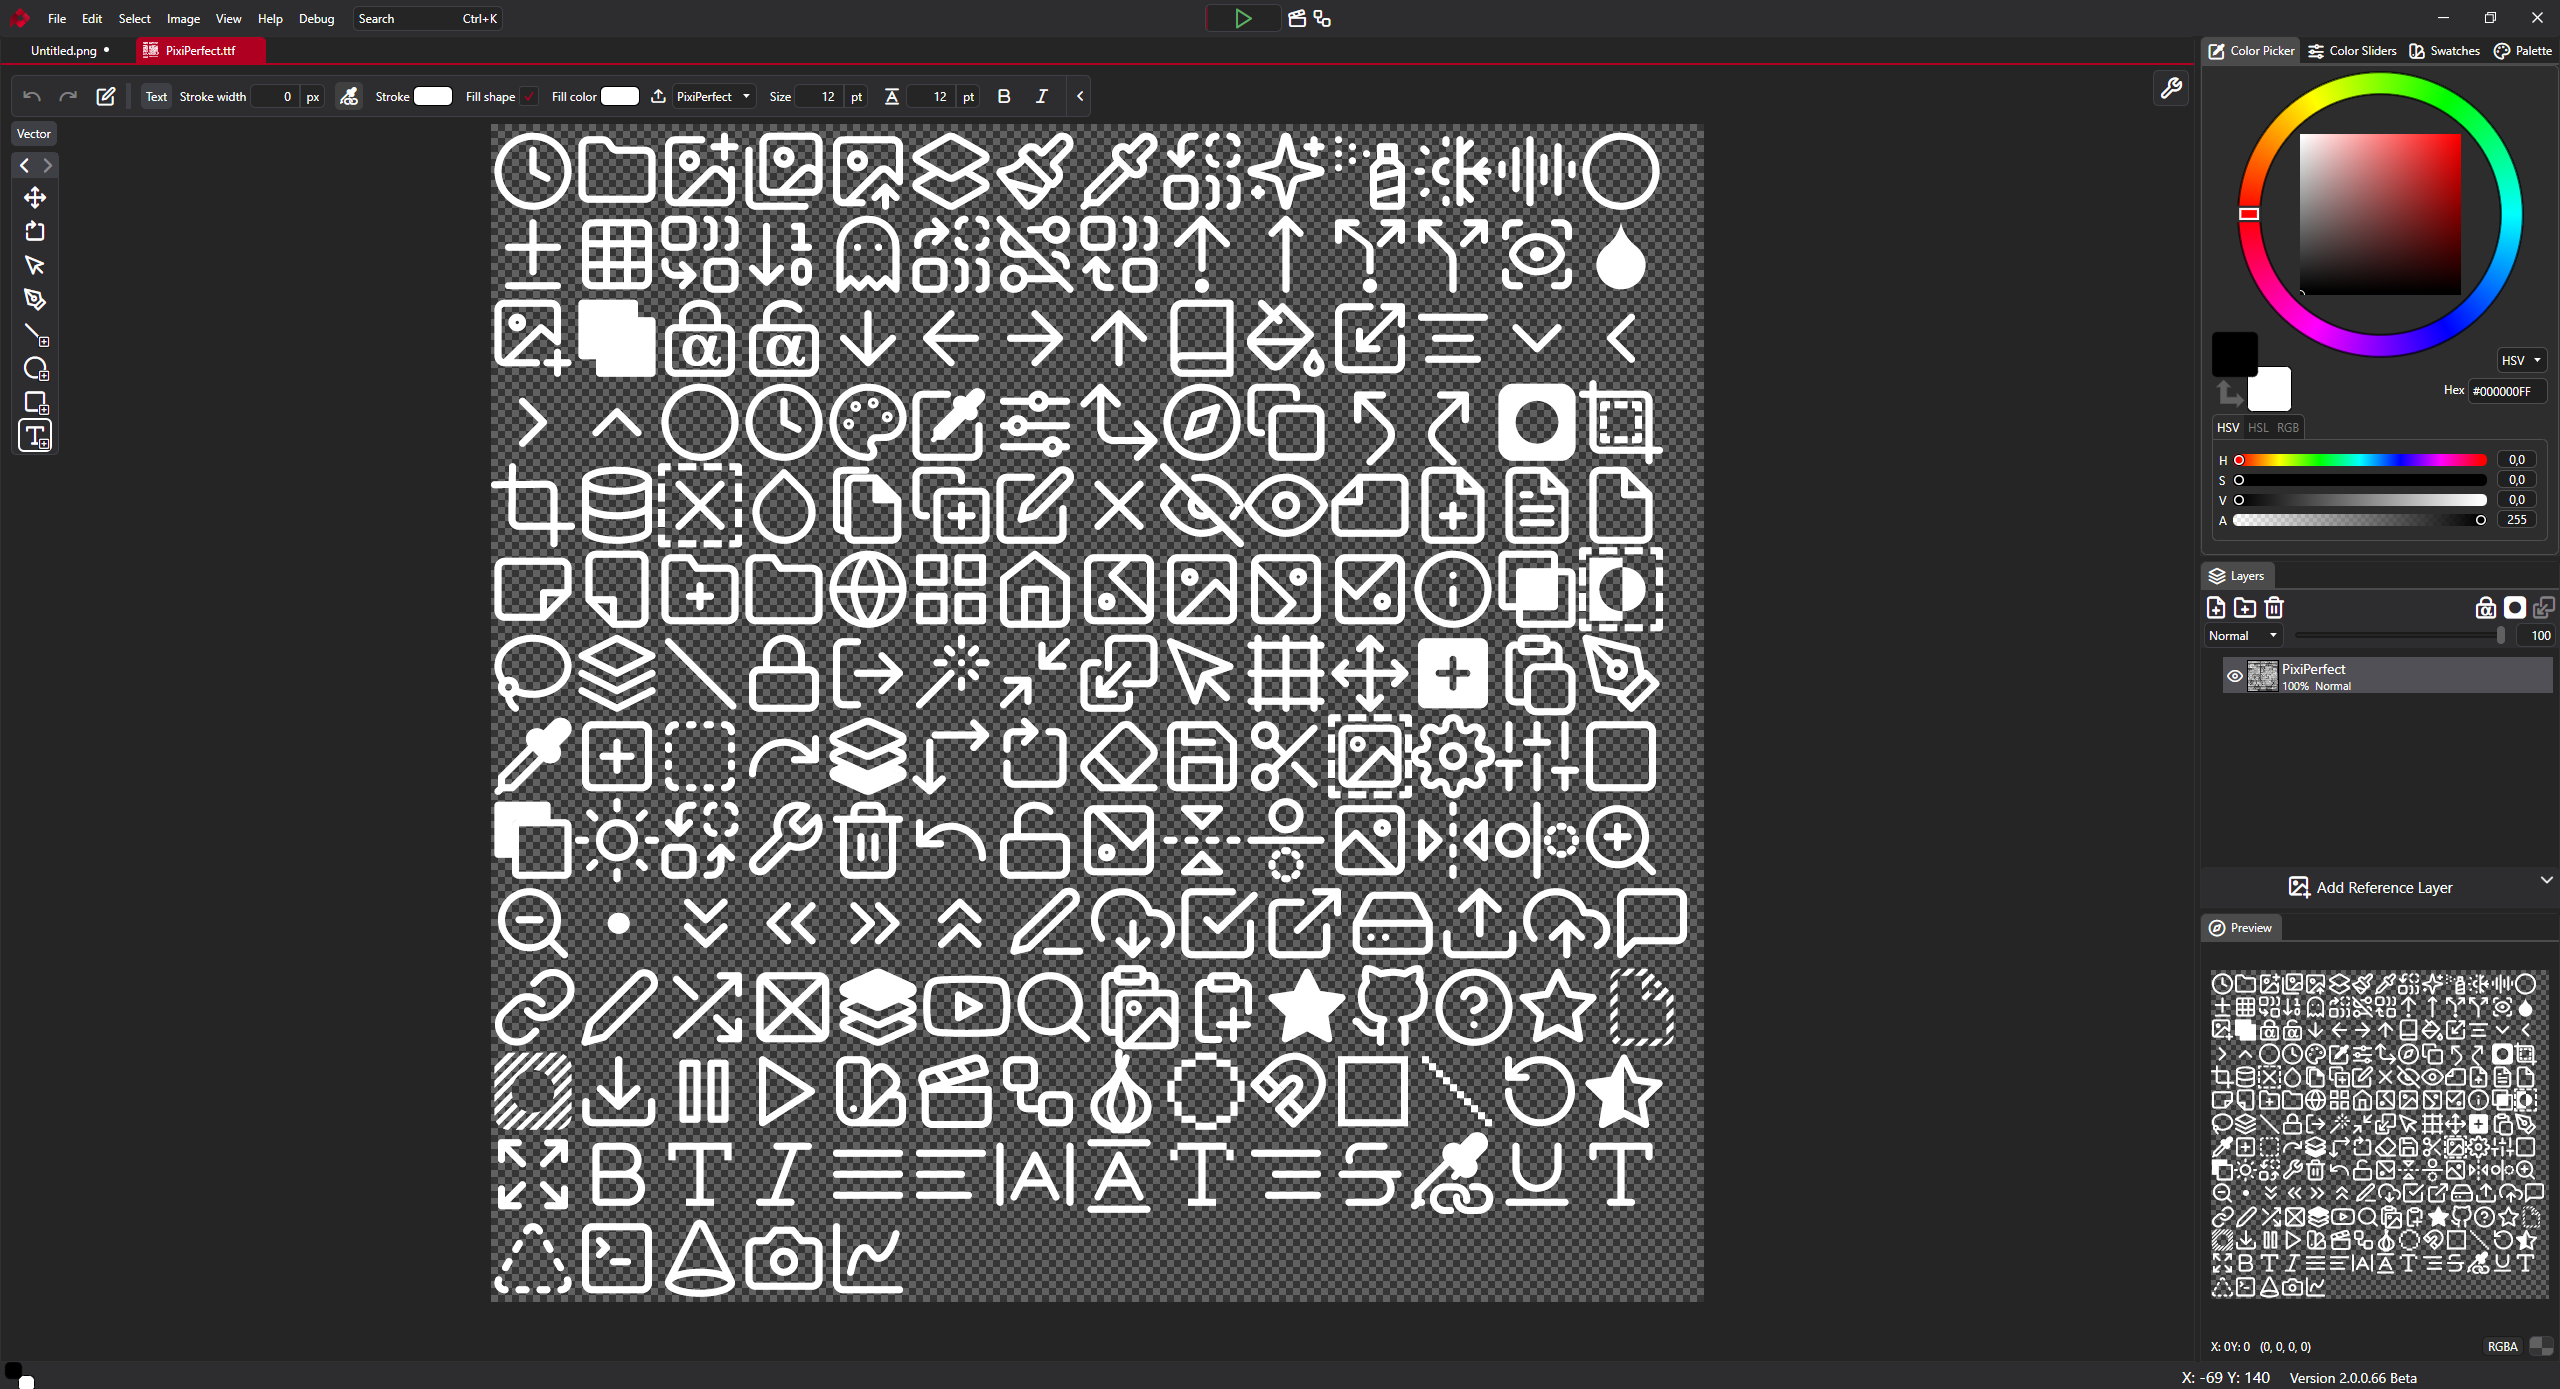 File Edit Select Image View Help Debug Search Ctrl+K
Untitled.png
PixiPerfect.ttf
Color Picker Color Sliders Swatches Palette
Text Stroke width 0 px Stroke Fill shape Fill color PixiPerfect Size 12 pt 12 pt B I
Vector
HSV
Hex #000000FF
HSV HSL RGB
H 0,0
S 0,0
V 0,0
A 255
Layers
Normal 100
PixiPerfect
100% Normal
Add Reference Layer
Preview
X: 0Y: 0 (0, 0, 0, 0)
RGBA
X: -69 Y: 140 Version 2.0.0.66 Beta